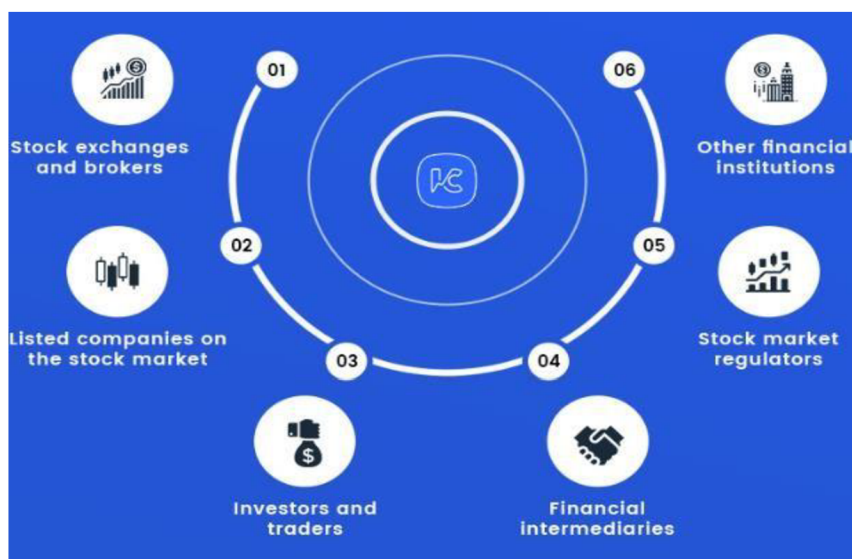 01
Stock exchanges
and brokers
02
Listed companies on
the stock market
03
Investors and
traders
04
Financial
intermediaries
05
Stock market
regulators
06
Other financial
institutions